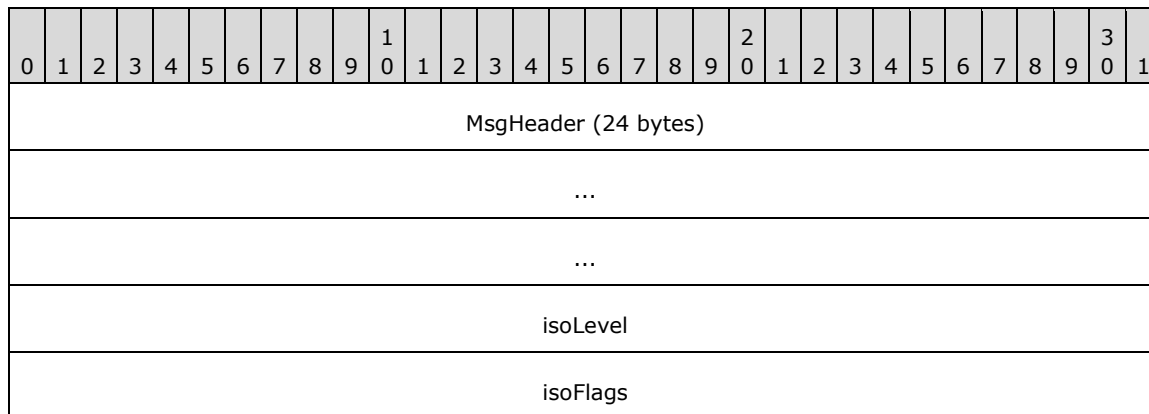 1 2 3
0 1 2 3 4 5 6 7 8 9 0 1 2 3 4 5 6 7 8 9 0 1 2 3 4 5 6 7 8 9 0 1
MsgHeader (24 bytes)
...
...
isoLevel
isoFlags